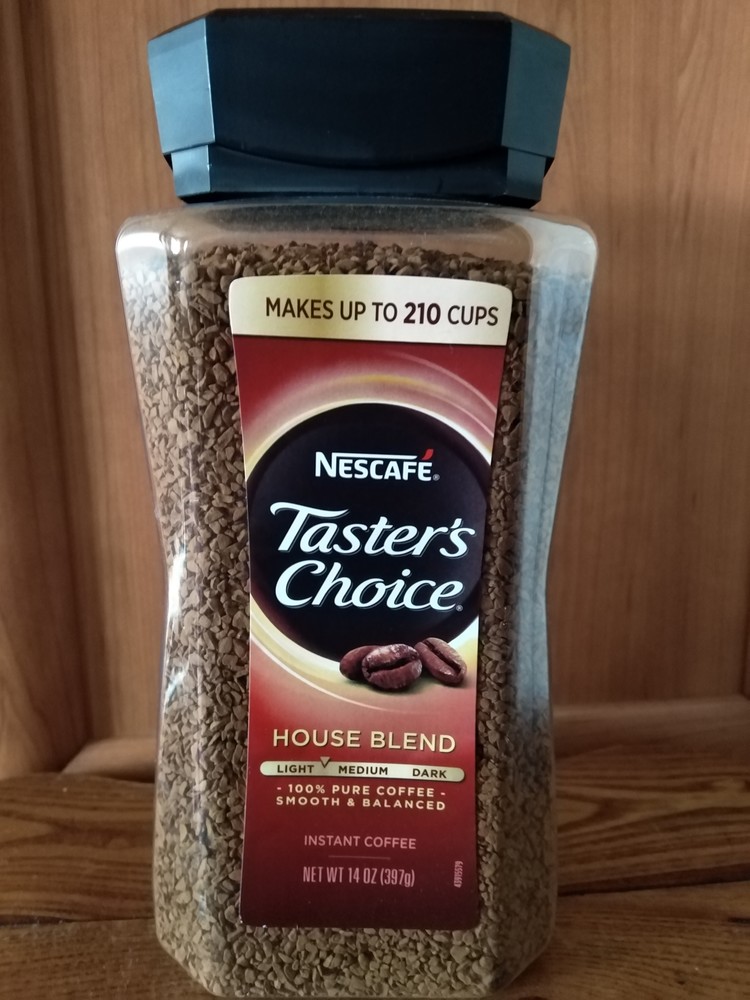 MAKES UP TO 210 CUPS
NESCAFÉ®
Taster's
Choice®
HOUSE BLEND
LIGHT MEDIUM DARK
- 100% PURE COFFEE -
SMOOTH & BALANCED
INSTANT COFFEE
NET WT 14 OZ (397g)